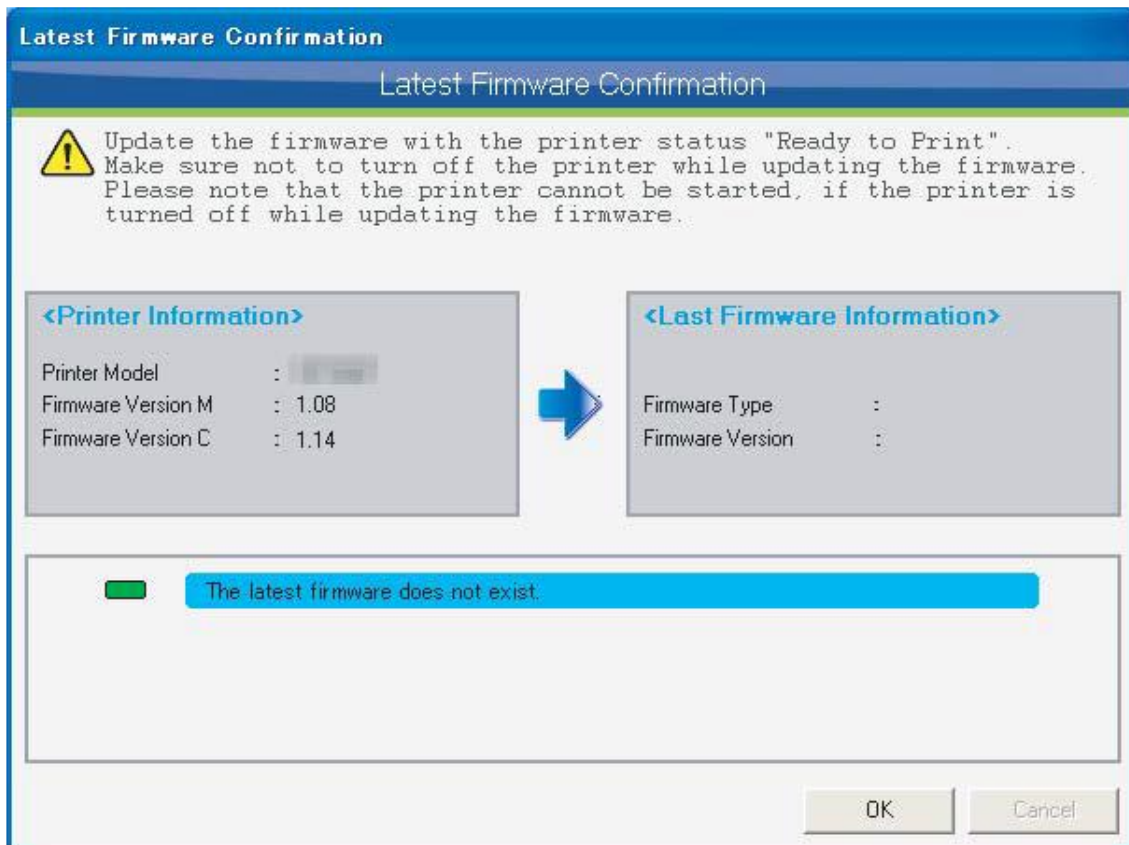 Latest Firmware Confirmation
Latest Firmware Confirmation
Update the firmware with the printer status "Ready to Print".
Make sure not to turn off the printer while updating the firmware.
Please note that the printer cannot be started, if the printer is
turned off while updating the firmware.
<Printer Information>
Printer Model :
Firmware Version M : 1.08
Firmware Version C : 1.14
<Last Firmware Information>
Firmware Type :
Firmware Version :
The latest firmware does not exist.
OK
Cancel